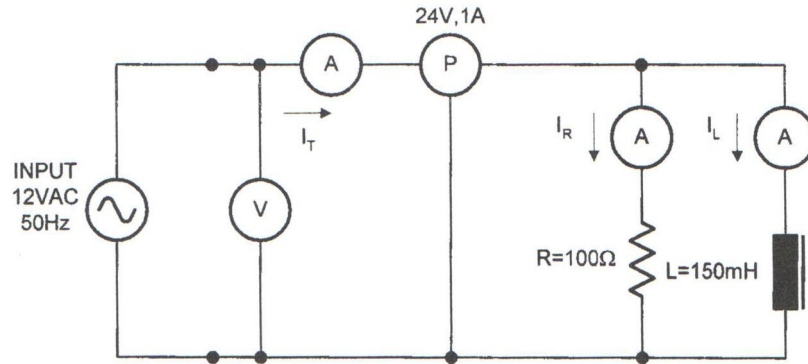 24V,1A
A
P
I_T
INPUT
12VAC
50Hz
V
I_R
A
I_L
A
R=100Ω
L=150mH